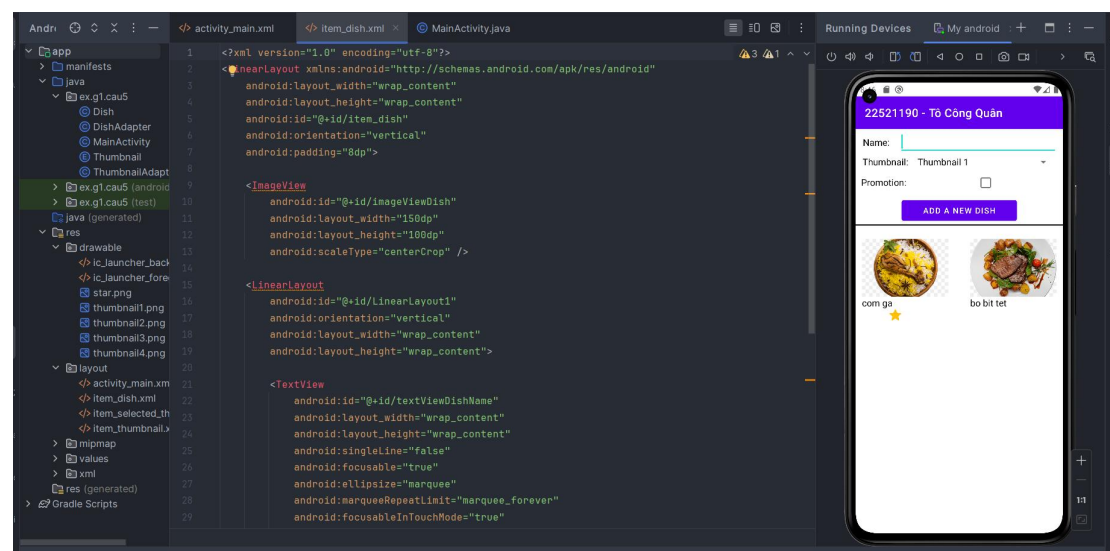 Andr
activity_main.xml
item_dish.xml
MainActivity.java
Running Devices
My android
app
manifests
java
ex.g1.cau5
Dish
DishAdapter
MainActivity
Thumbnail
ThumbnailAdapt
ex.g1.cau5 (android
ex.g1.cau5 (test)
java (generated)
res
drawable
ic_launcher_back
ic_launcher_fore
star.png
thumbnail1.png
thumbnail2.png
thumbnail3.png
thumbnail4.png
layout
activity_main.xm
item_dish.xml
item_selected_th
item_thumbnail.x
mipmap
values
xml
res (generated)
Gradle Scripts
3 1
1 <?xml version="1.0" encoding="utf-8"?>
2 <LinearLayout xmlns:android="http://schemas.android.com/apk/res/android"
3 android:layout_width="wrap_content"
4 android:layout_height="wrap_content"
5 android:id="@+id/item_dish"
6 android:orientation="vertical"
7 android:padding="8dp">
8
9 <ImageView
10 android:id="@+id/imageViewDish"
11 android:layout_width="150dp"
12 android:layout_height="100dp"
13 android:scaleType="centerCrop" />
14
15 <LinearLayout
16 android:id="@+id/LinearLayout1"
17 android:orientation="vertical"
18 android:layout_width="wrap_content"
19 android:layout_height="wrap_content">
20
21 <TextView
22 android:id="@+id/textViewDishName"
23 android:layout_width="wrap_content"
24 android:layout_height="wrap_content"
25 android:singleLine="false"
26 android:focusable="true"
27 android:ellipsize="marquee"
28 android:marqueeRepeatLimit="marquee_forever"
29 android:focusableInTouchMode="true"
22521190 - Tô Công Quân
Name:
Thumbnail: Thumbnail 1
Promotion:
ADD A NEW DISH
com ga
bo bit tet
1:1